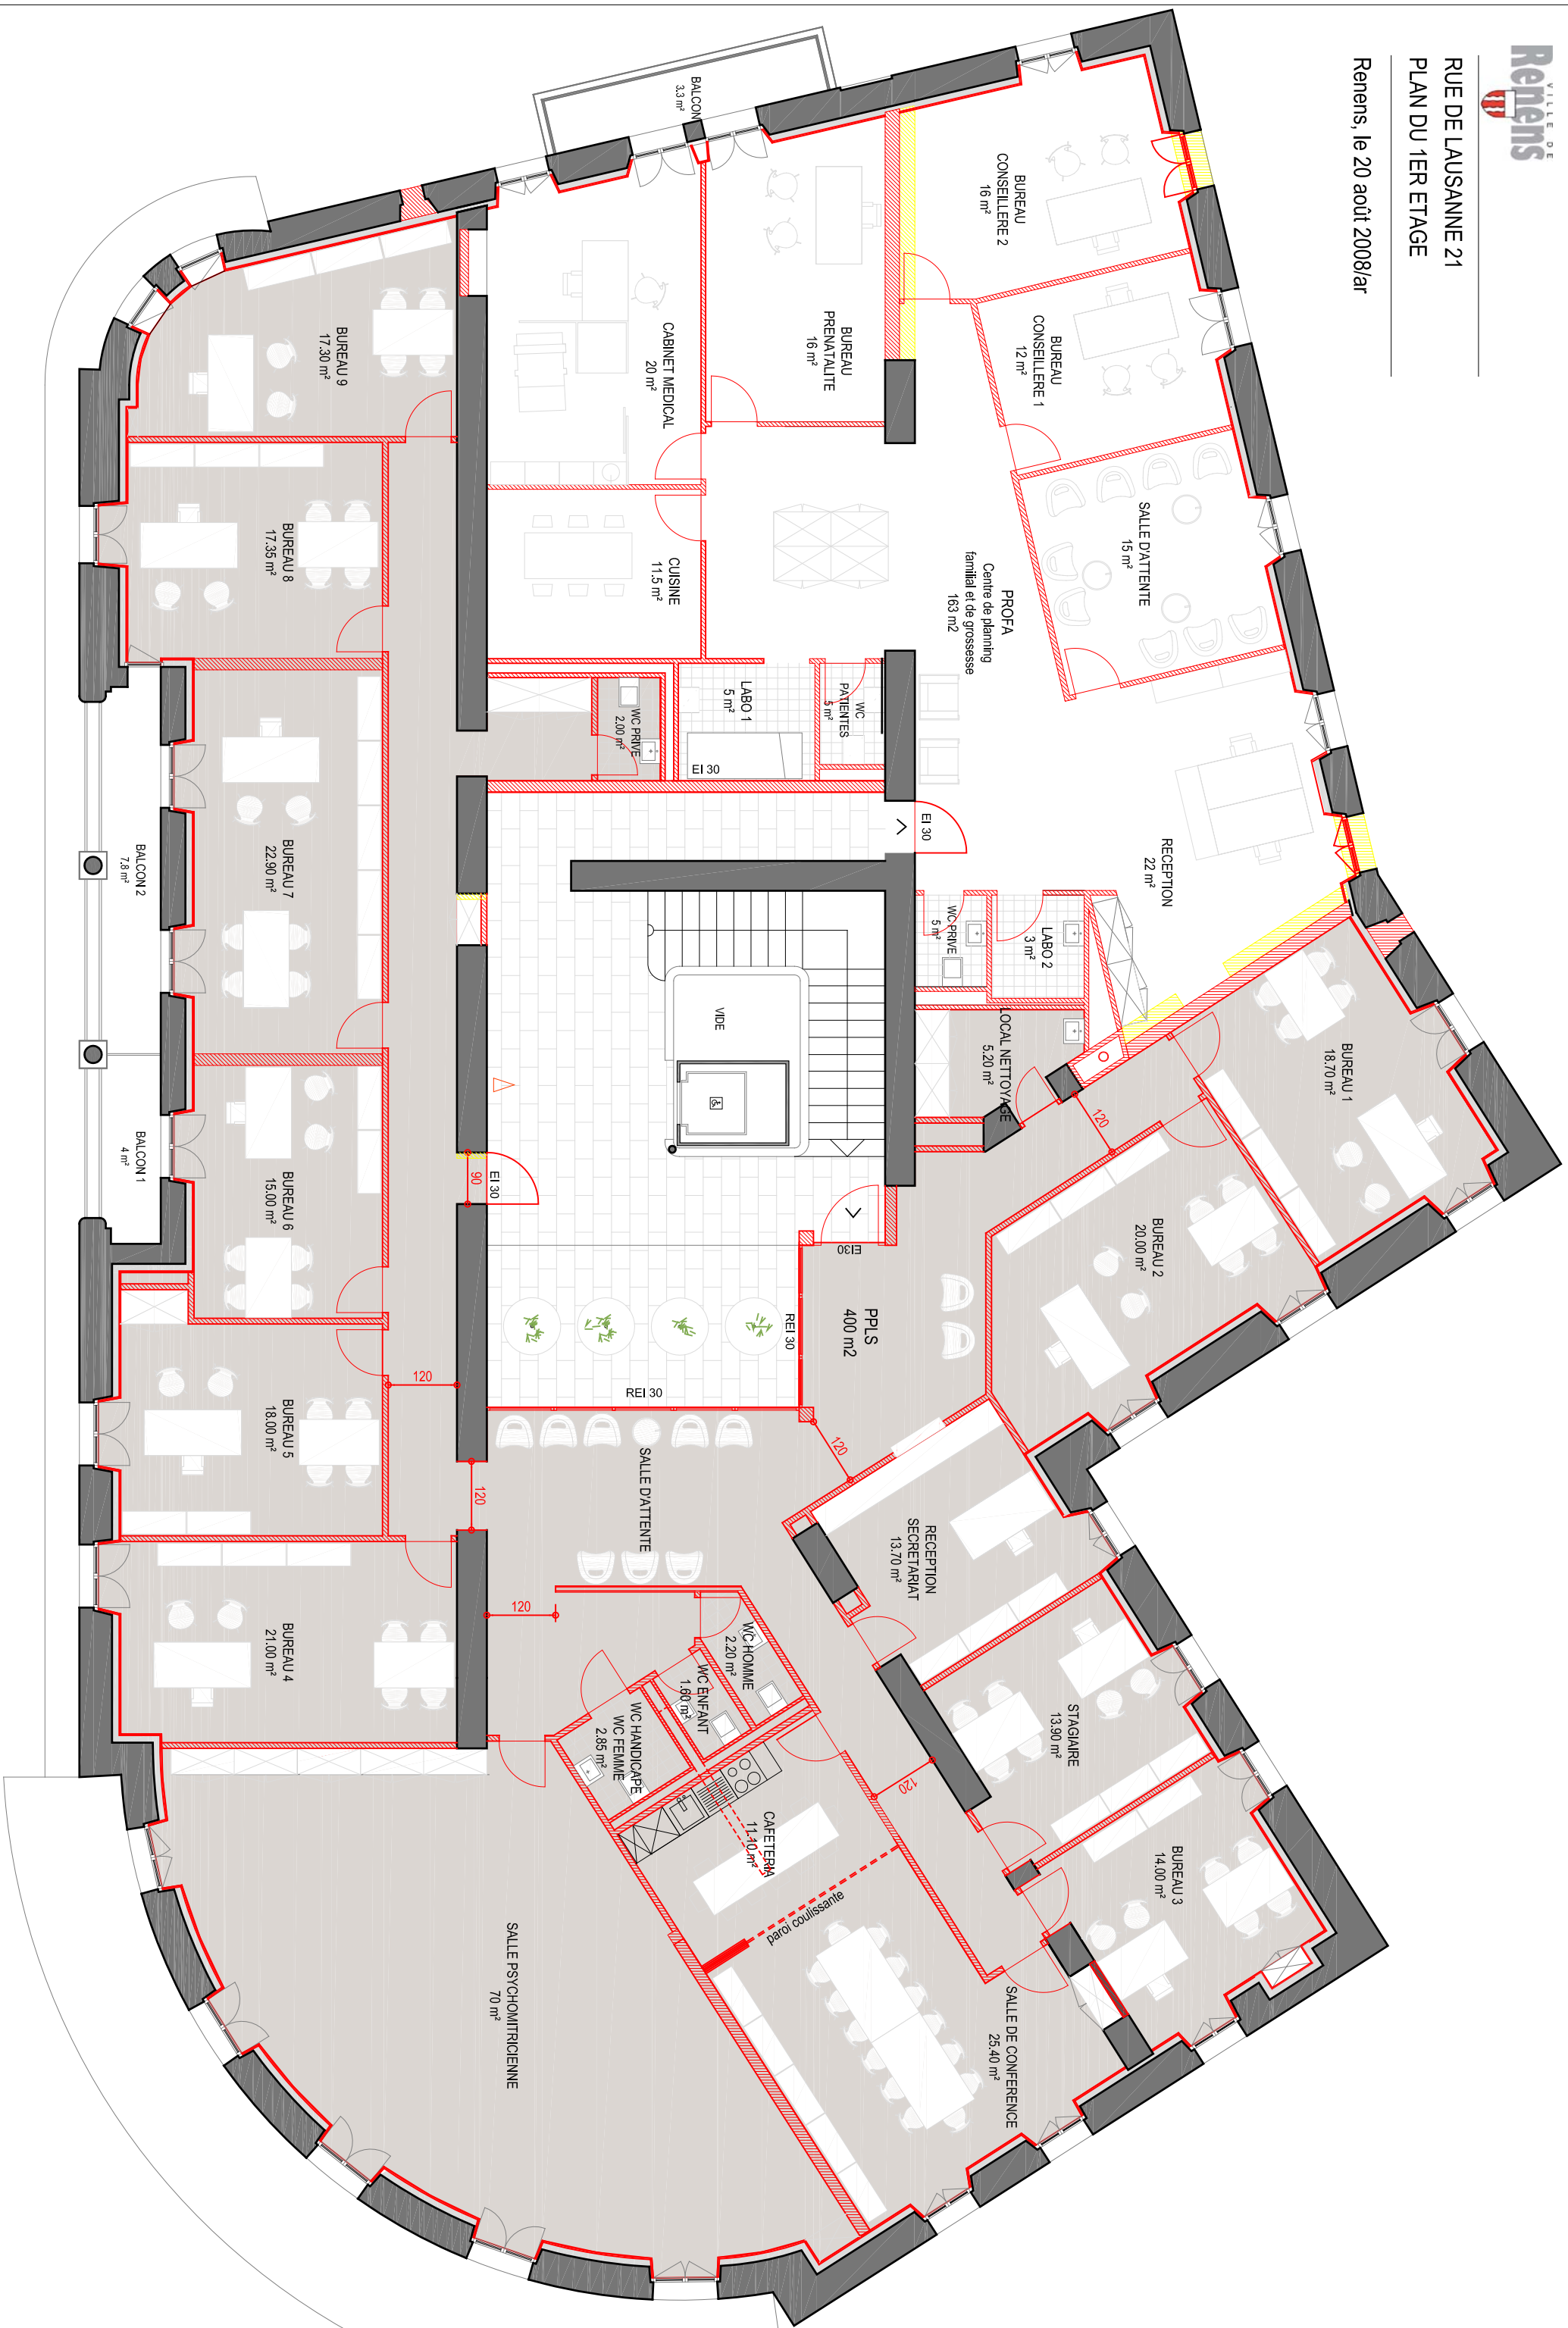 VILLE DE
Renens
RUE DE LAUSANNE 21
PLAN DU 1ER ETAGE
Renens, le 20 août 2008/ar
BALCON
3.3 m²
BUREAU
CONSEILLERE 2
16 m²
BUREAU
CONSEILLERE 1
12 m²
SALLE D'ATTENTE
15 m²
BUREAU
PRENATALITE
16 m²
CABINET MEDICAL
20 m²
CUISINE
11.5 m²
PROFA
Centre de planning
familial et de grossesse
163 m2
RECEPTION
22 m²
WC
PATIENTES
5 m²
LABO 1
5 m²
EI 30
WC PRIVE
2.00 m²
EI 30
WC PRIVE
5 m²
LABO 2
3 m²
LOCAL NETTOYAGE
5.20 m²
VIDE
BUREAU 1
18.70 m²
120
BUREAU 2
20.00 m²
EI30
REI 30
REI 30
PPLS
400 m2
120
EI 30
90
BUREAU 9
17.30 m²
BUREAU 8
17.35 m²
BUREAU 7
22.90 m²
BUREAU 6
15.00 m²
BUREAU 5
18.00 m²
BUREAU 4
21.00 m²
BALCON 2
7,8 m²
BALCON 1
4 m²
120
120
120
SALLE D'ATTENTE
RECEPTION
SECRETARIAT
13.70 m²
STAGIAIRE
13.90 m²
BUREAU 3
14.00 m²
120
WC HOMME
2.20 m²
WC ENFANT
1.60 m²
WC HANDICAPE
WC FEMME
2.85 m²
CAFETERIA
11.10 m²
paroi coulissante
SALLE DE CONFERENCE
25.40 m²
SALLE PSYCHOMITRICIENNE
70 m²